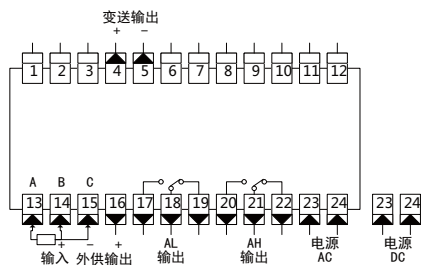 变送输出
+ −
1 2 3 4 5 6 7 8 9 10 11 12
A B C
13 14 15 16 17 18 19 20 21 22 23 24 23 24
+ − + AL AH 电源 电源
输入 外供输出 输出 输出 AC DC